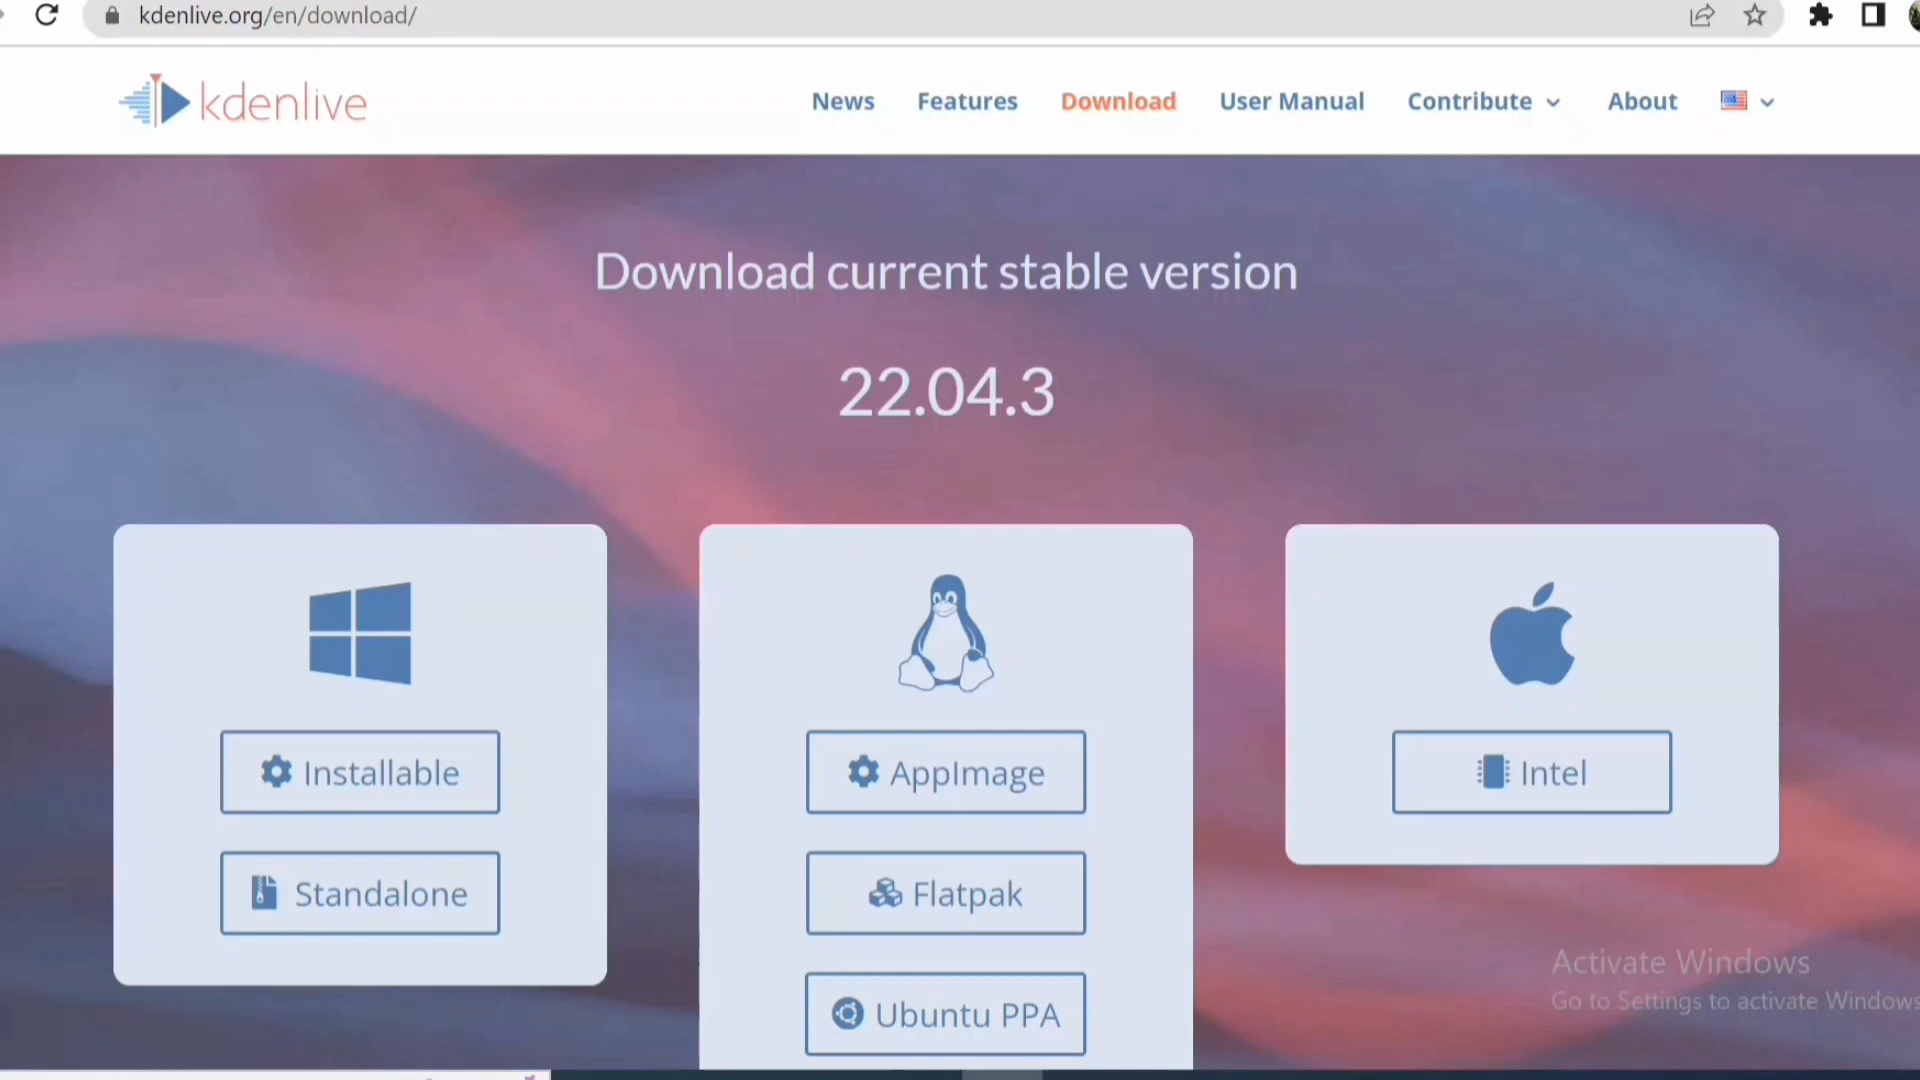 kdenlive.org/en/download/
kdenlive
News Features Download User Manual Contribute About
Download current stable version
22.04.3
Installable
Standalone
AppImage
Flatpak
Ubuntu PPA
Intel
Activate Windows
Go to Settings to activate Windows